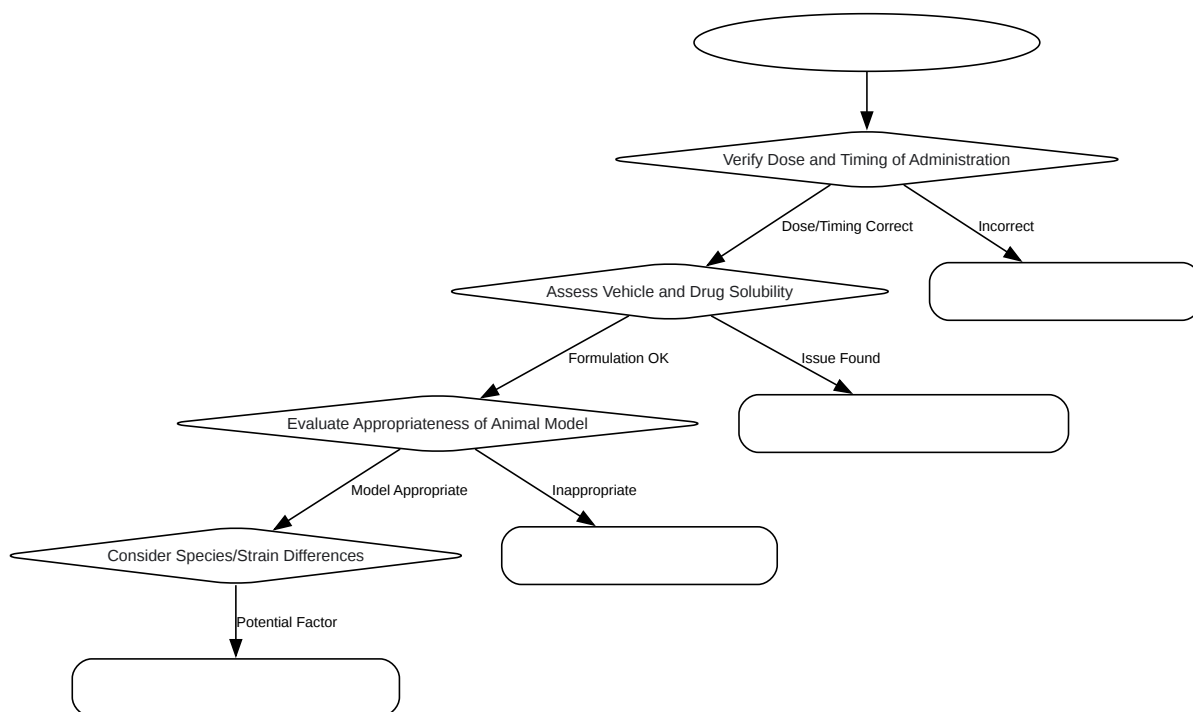 Verify Dose and Timing of Administration
Dose/Timing Correct
Incorrect
Assess Vehicle and Drug Solubility
Formulation OK
Issue Found
Evaluate Appropriateness of Animal Model
Model Appropriate
Inappropriate
Consider Species/Strain Differences
Potential Factor